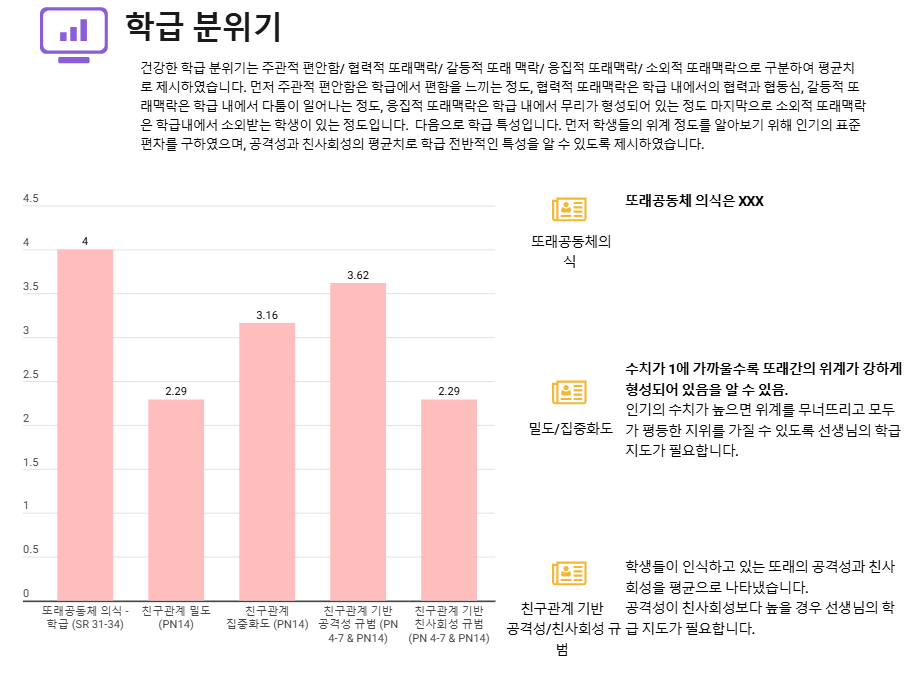 학급 분위기
건강한 학급 분위기는 주관적 편안함/ 협력적 또래맥락/ 갈등적 또래 맥락/ 응집적 또래맥락/ 소외적 또래맥락으로 구분하여 평균치
로 제시하였습니다. 먼저 주관적 편안함은 학급에서 편함을 느끼는 정도, 협력적 또래맥락은 학급 내에서의 협력과 협동심, 갈등적 또
래맥락은 학급 내에서 다툼이 일어나는 정도, 응집적 또래맥락은 학급 내에서 무리가 형성되어 있는 정도 마지막으로 소외적 또래맥락
은 학급내에서 소외받는 학생이 있는 정도입니다. 다음으로 학급 특성입니다. 먼저 학생들의 위계 정도를 알아보기 위해 인기의 표준
편차를 구하였으며, 공격성과 친사회성의 평균치로 학급 전반적인 특성을 알 수 있도록 제시하였습니다.
4.5
4
3.5
3
2.5
2
1.5
1
0.5
0
4
2.29
3.16
3.62
2.29
또래공동체 의식 -
학급 (SR 31-34)
친구관계 밀도
(PN14)
친구관계
집중화도 (PN14)
친구관계 기반
공격성 규범 (PN
4-7 & PN14)
친구관계 기반
친사회성 규범
(PN 4-7 & PN14)
또래공동체의
식
또래공동체 의식은 XXX
밀도/집중화도
수치가 1에 가까울수록 또래간의 위계가 강하게
형성되어 있음을 알 수 있음.
인기의 수치가 높으면 위계를 무너뜨리고 모두
가 평등한 지위를 가질 수 있도록 선생님의 학급
지도가 필요합니다.
친구관계 기반
공격성/친사회성 규
범
학생들이 인식하고 있는 또래의 공격성과 친사
회성을 평균으로 나타냈습니다.
공격성이 친사회성보다 높을 경우 선생님의 학
급 지도가 필요합니다.